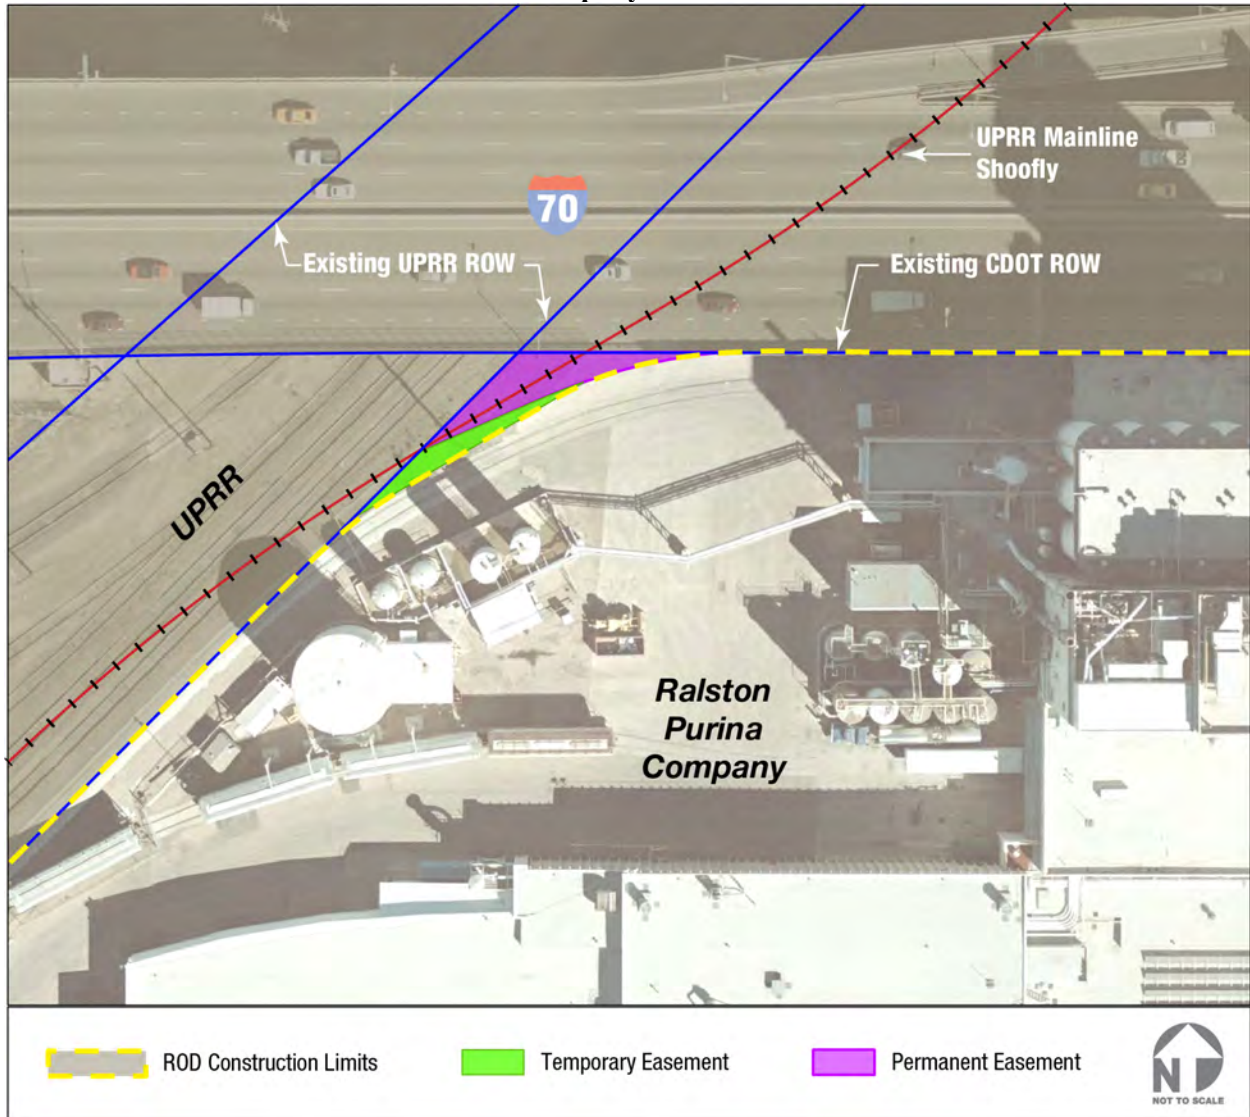 UPRR Mainline
Shoofly
70
Existing UPRR ROW
Existing CDOT ROW
UPRR
Ralston
Purina
Company
ROD Construction Limits
Temporary Easement
Permanent Easement
N
NOT TO SCALE